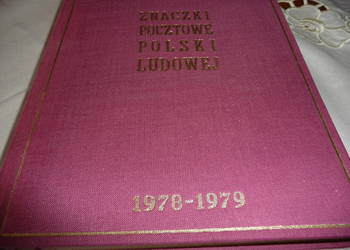 ZNACZKI
POCZTOWE
POLSKI
LUDOWEJ
1978-1979